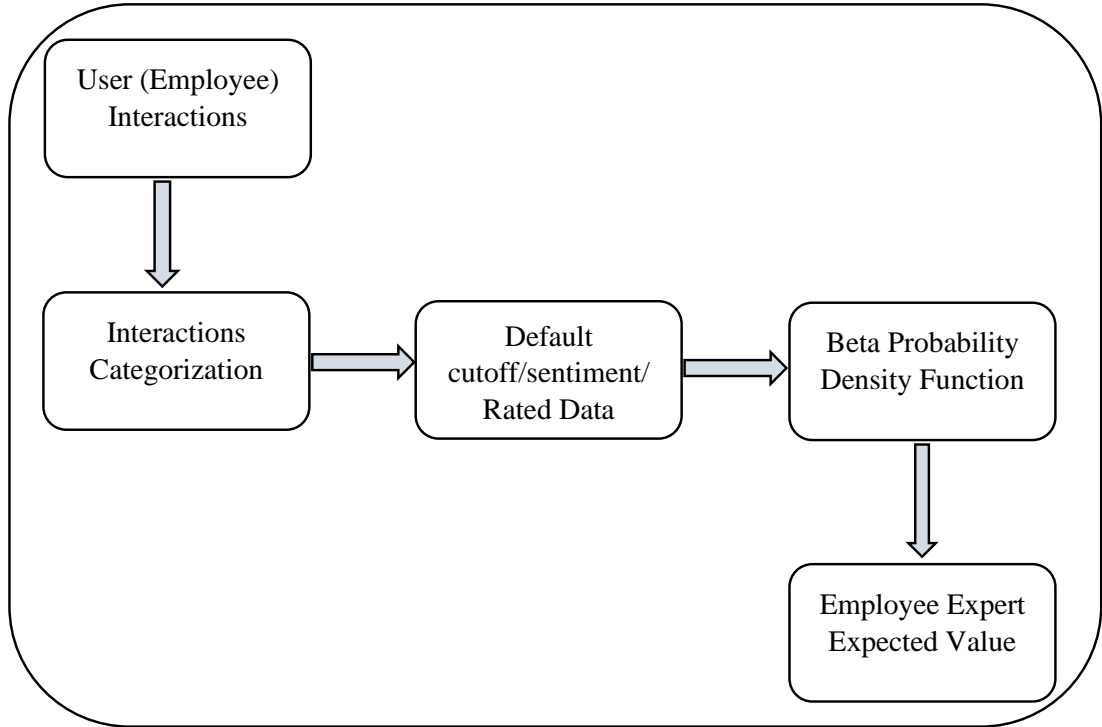 User (Employee)
Interactions
Interactions
Categorization
Default
cutoff/sentiment/
Rated Data
Beta Probability
Density Function
Employee Expert
Expected Value